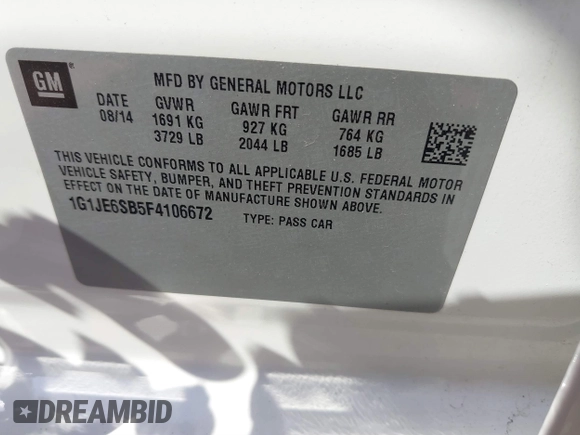 GM
MFD BY GENERAL MOTORS LLC
DATE GVWR GAWR FRT GAWR RR
08/14 1691 KG 927 KG 764 KG
3729 LB 2044 LB 1685 LB
THIS VEHICLE CONFORMS TO ALL APPLICABLE U.S. FEDERAL MOTOR
VEHICLE SAFETY, BUMPER, AND THEFT PREVENTION STANDARDS IN
EFFECT ON THE DATE OF MANUFACTURE SHOWN ABOVE.
1G1JE6SB5F4106672 TYPE: PASS CAR
DREAMBID